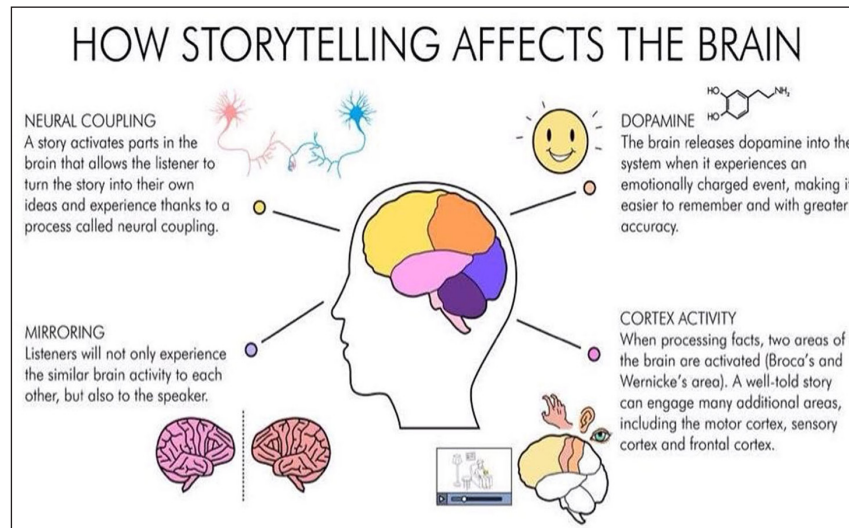 HOW STORYTELLING AFFECTS THE BRAIN
NEURAL COUPLING
A story activates parts in the
brain that allows the listener to
turn the story into their own
ideas and experience thanks to a
process called neural coupling.
HO
HO
NH₂
DOPAMINE
The brain releases dopamine into the
system when it experiences an
emotionally charged event, making i
easier to remember and with greater
accuracy.
MIRRORING
Listeners will not only experience
the similar brain activity to each
other, but also to the speaker.
CORTEX ACTIVITY
When processing facts, two areas of
the brain are activated (Broca's and
Wernicke's area). A well-told story
can engage many additional areas,
including the motor cortex, sensory
cortex and frontal cortex.